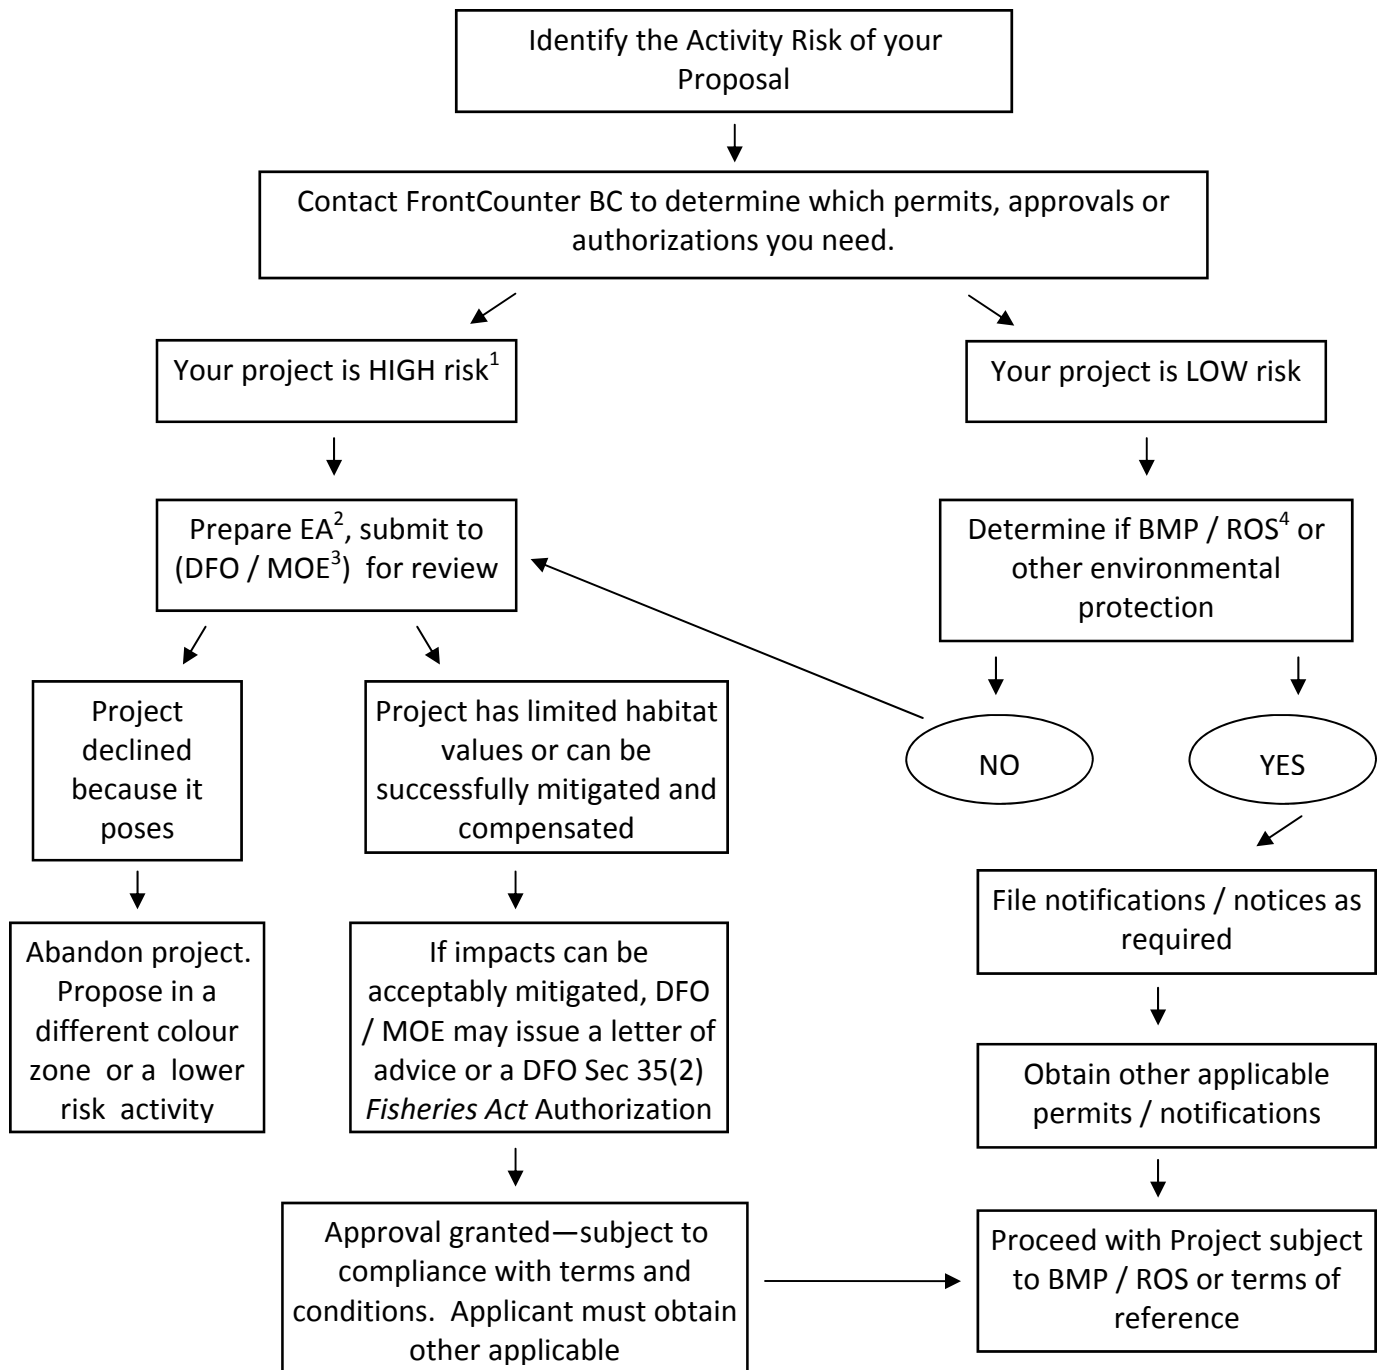 Identify the Activity Risk of your
Proposal
Contact FrontCounter BC to determine which permits, approvals or
authorizations you need.
Your project is HIGH risk1
Your project is LOW risk
Prepare EA2, submit to
(DFO / MOE3) for review
Determine if BMP / ROS4 or
other environmental
protection
Project
declined
because it
poses
Project has limited habitat
values or can be
successfully mitigated and
compensated
NO
YES
Abandon project.
Propose in a
different colour
zone or a lower
risk activity
If impacts can be
acceptably mitigated, DFO
/ MOE may issue a letter of
advice or a DFO Sec 35(2)
Fisheries Act Authorization
File notifications / notices as
required
Obtain other applicable
permits / notifications
Approval granted—subject to
compliance with terms and
conditions. Applicant must obtain
other applicable
Proceed with Project subject
to BMP / ROS or terms of
reference